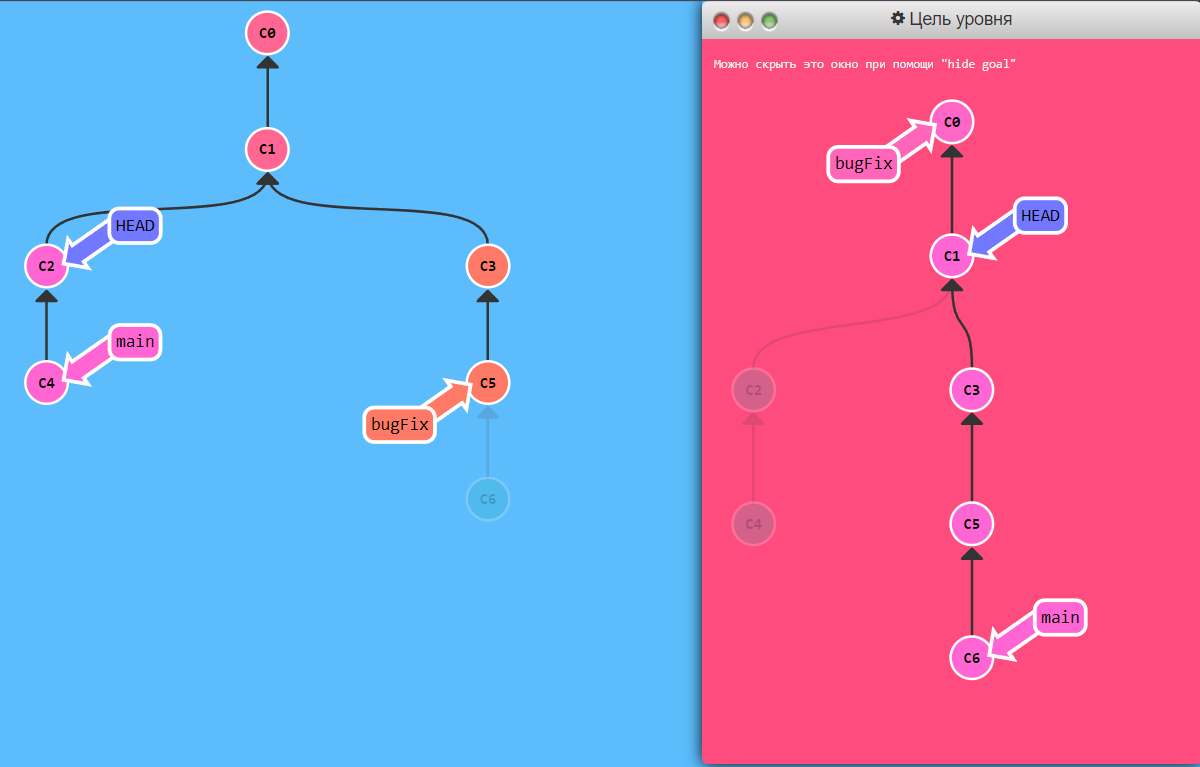 C0
C1
HEAD
C2
C3
main
C4
C5
bugFix
C6
Цель уровня
Можно скрыть это окно при помощи "hide goal"
C0
bugFix
HEAD
C1
C2
C3
C4
C5
main
C6